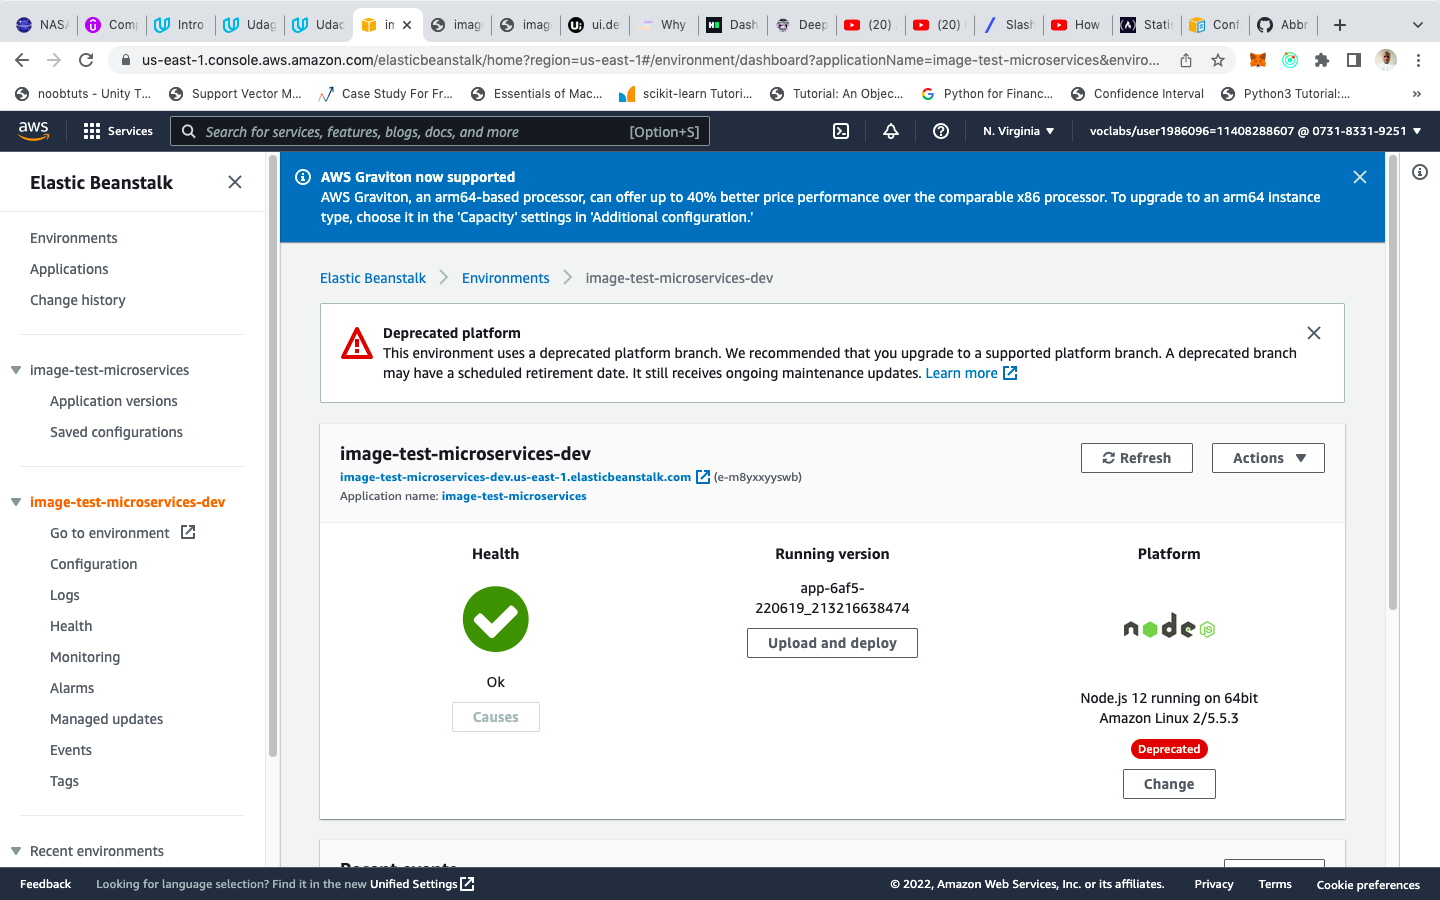 NASA
Comp
Intro
Udag
Udac
in
imag
imag
ui.de
Why
Dash
Deep
(20)
(20)
Slash
How
Statis
Confi
Abbr
us-east-1.console.aws.amazon.com/elasticbeanstalk/home?region=us-east-1#/environment/dashboard?applicationName=image-test-microservices&enviro...
noobtuts - Unity T...
Support Vector M...
Case Study For Fr...
Essentials of Mac...
scikit-learn Tutori...
Tutorial: An Objec...
Python for Financ...
Confidence Interval
Python3 Tutorial:...
»
aws
Services
Search for services, features, blogs, docs, and more
[Option+S]
N. Virginia
voclabs/user1986096=11408288607 @ 0731-8331-9251
Elastic Beanstalk
Environments
Applications
Change history
image-test-microservices
Application versions
Saved configurations
image-test-microservices-dev
Go to environment
Configuration
Logs
Health
Monitoring
Alarms
Managed updates
Events
Tags
Recent environments
AWS Graviton now supported
AWS Graviton, an arm64-based processor, can offer up to 40% better price performance over the comparable x86 processor. To upgrade to an arm64 instance
type, choose it in the 'Capacity' settings in 'Additional configuration.'
Elastic Beanstalk
Environments
image-test-microservices-dev
Deprecated platform
This environment uses a deprecated platform branch. We recommended that you upgrade to a supported platform branch. A deprecated branch
may have a scheduled retirement date. It still receives ongoing maintenance updates. Learn more
image-test-microservices-dev
image-test-microservices-dev.us-east-1.elasticbeanstalk.com (e-m8yxxyyswb)
Application name: image-test-microservices
Refresh
Actions
Health
Ok
Causes
Running version
app-6af5-
220619_213216638474
Upload and deploy
Platform
node JS
Node.js 12 running on 64bit
Amazon Linux 2/5.5.3
Deprecated
Change
Recent events
Feedback
Looking for language selection? Find it in the new Unified Settings
© 2022, Amazon Web Services, Inc. or its affiliates.
Privacy
Terms
Cookie preferences